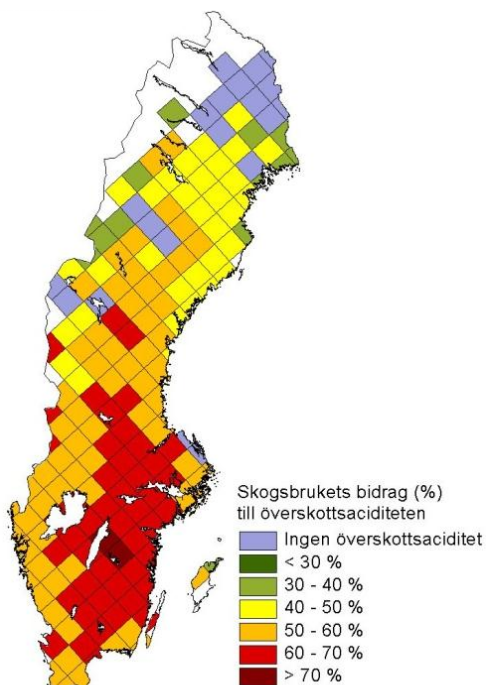 Skogsbrukets bidrag (%)
till överskottsaciditeten
Ingen överskottsaciditet
< 30 %
30 - 40 %
40 - 50 %
50 - 60 %
60 - 70 %
> 70 %